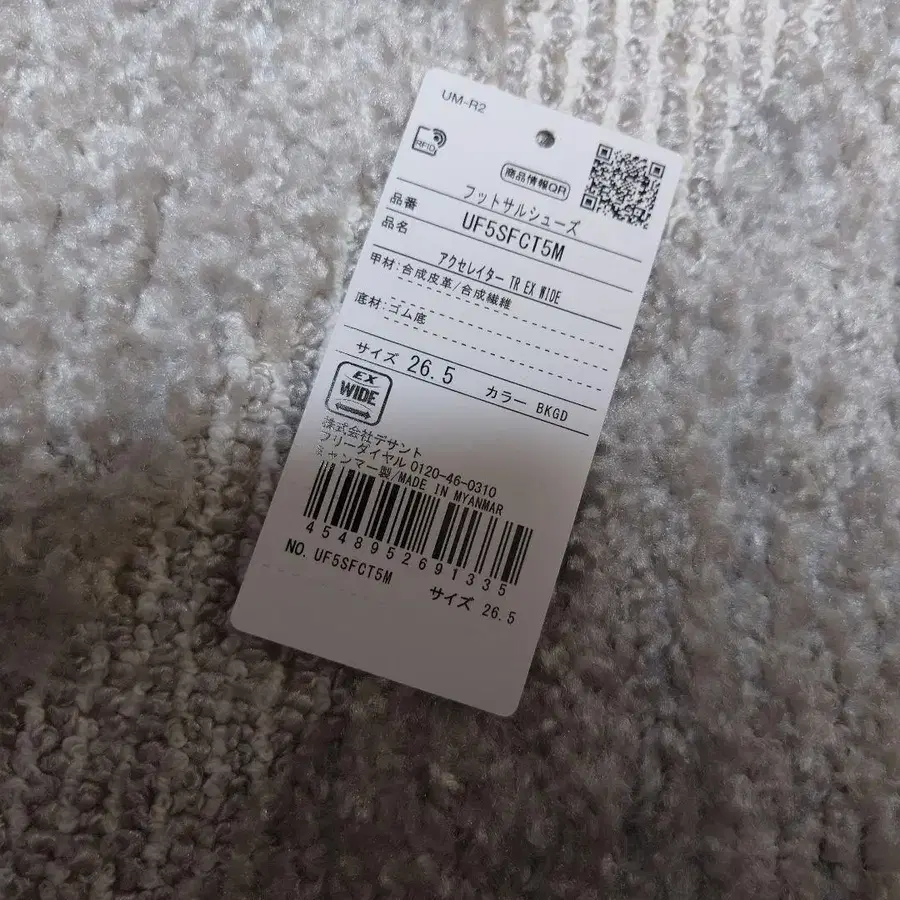 UM-R2
RFID
商品情報QR
フットサルシューズ
品番 UF5SFCT5M
品名
アクセレイター TR EX WIDE
甲材:合成皮革/合成繊維
底材:ゴム底
サイズ 26.5 カラー BKGD
EX
WIDE
株式会社デサント
フリーダイヤル 0120-46-0310
ミャンマー製/MADE IN MYANMAR
4548952691335
NO. UF5SFCT5M
サイズ 26.5